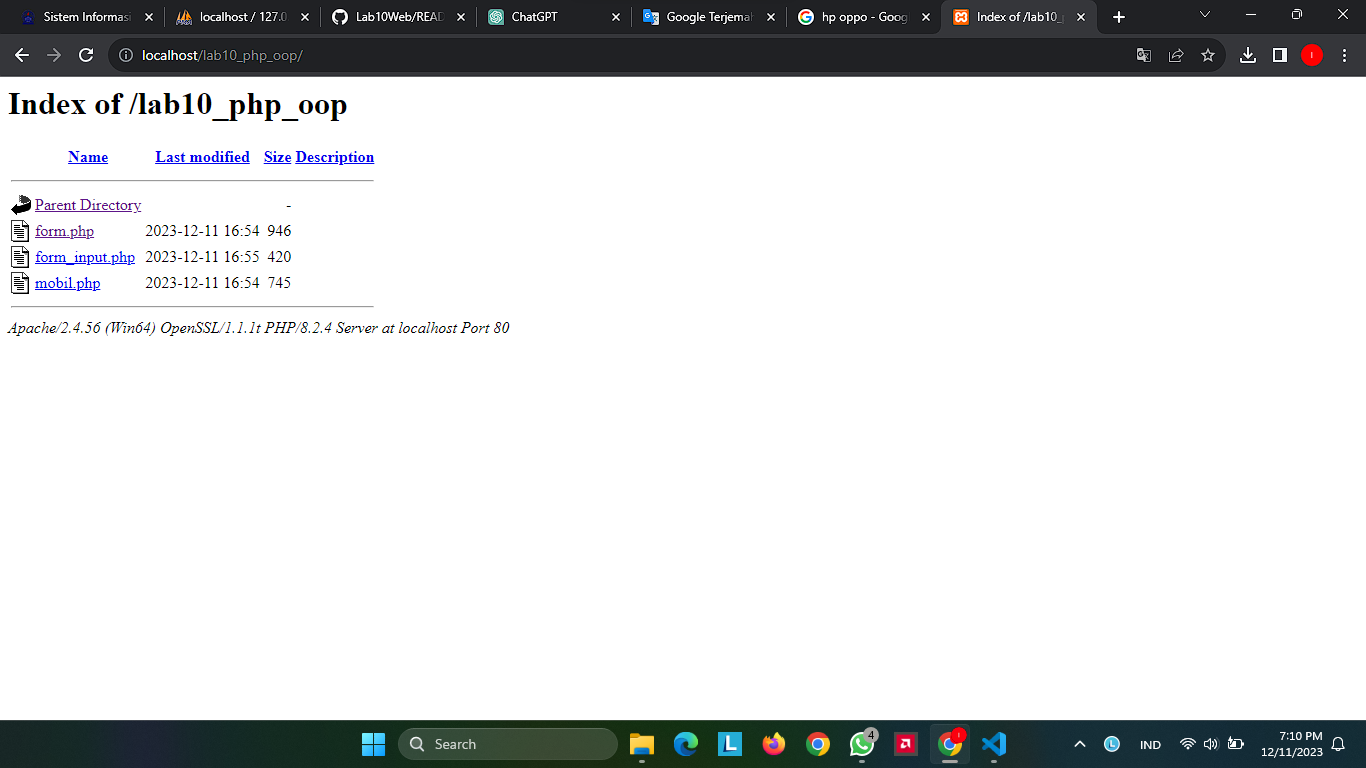 Sistem Informas
localhost / 127.0
Lab10Web/READ
ChatGPT
Google Terjemah
hp oppo - Goog
Index of /lab10_p
localhost/lab10_php_oop/
Index of /lab10_php_oop
Name Last modified Size Description
Parent Directory -
form.php 2023-12-11 16:54 946
form_input.php 2023-12-11 16:55 420
mobil.php 2023-12-11 16:54 745
Apache/2.4.56 (Win64) OpenSSL/1.1.1t PHP/8.2.4 Server at localhost Port 80
Search
4
IND
7:10 PM
12/11/2023